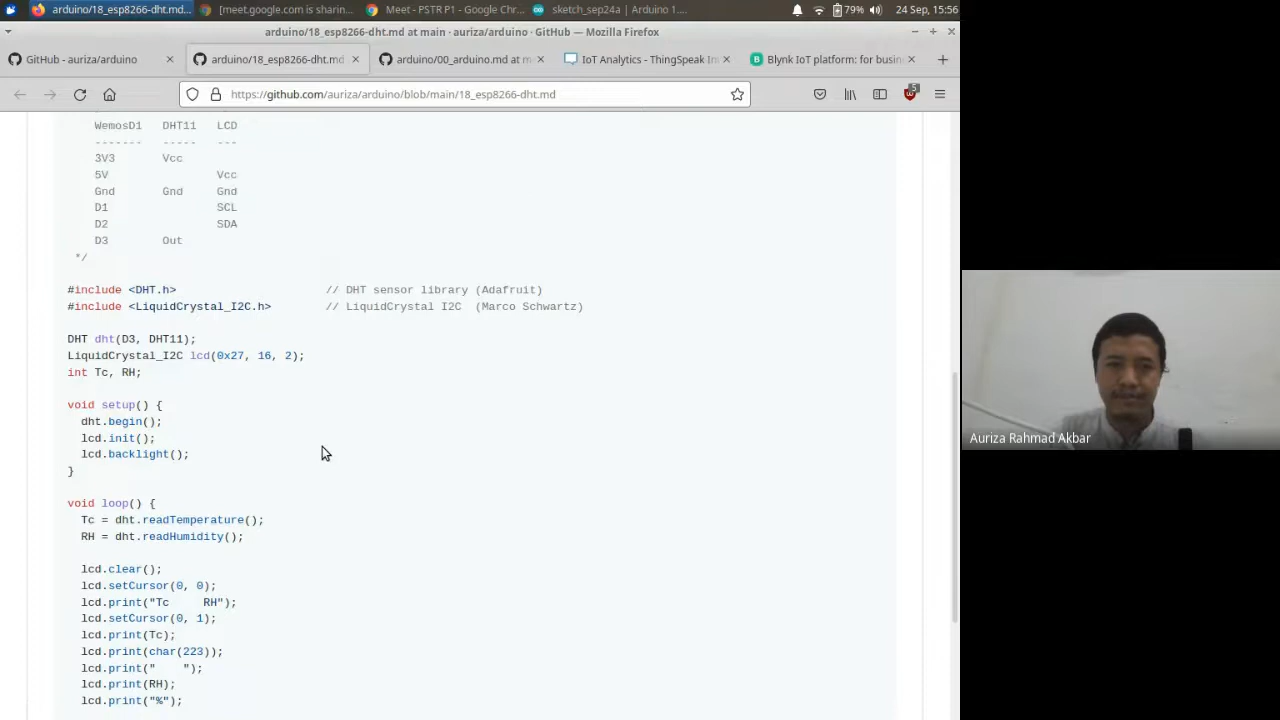 arduino/18_esp8266-dht.md...
[meet.google.com is sharin...
Meet - PSTR P1 - Google Chr...
sketch_sep24a | Arduino 1....
79%
24 Sep, 15:56
arduino/18_esp8266-dht.md at main · auriza/arduino · GitHub — Mozilla Firefox
GitHub - auriza/arduino
arduino/18_esp8266-dht.md
arduino/00_arduino.md at m
IoT Analytics - ThingSpeak In
Blynk IoT platform: for busin
https://github.com/auriza/arduino/blob/main/18_esp8266-dht.md
5
WemosD1 DHT11 LCD
------- ----- ---
3V3 Vcc
5V Vcc
Gnd Gnd Gnd
D1 SCL
D2 SDA
D3 Out
*/
#include <DHT.h> // DHT sensor library (Adafruit)
#include <LiquidCrystal_I2C.h> // LiquidCrystal I2C (Marco Schwartz)
DHT dht(D3, DHT11);
LiquidCrystal_I2C lcd(0x27, 16, 2);
int Tc, RH;
void setup() {
dht.begin();
lcd.init();
lcd.backlight();
}
void loop() {
Tc = dht.readTemperature();
RH = dht.readHumidity();
lcd.clear();
lcd.setCursor(0, 0);
lcd.print("Tc     RH");
lcd.setCursor(0, 1);
lcd.print(Tc);
lcd.print(char(223));
lcd.print("    ");
lcd.print(RH);
lcd.print("%");
Auriza Rahmad Akbar